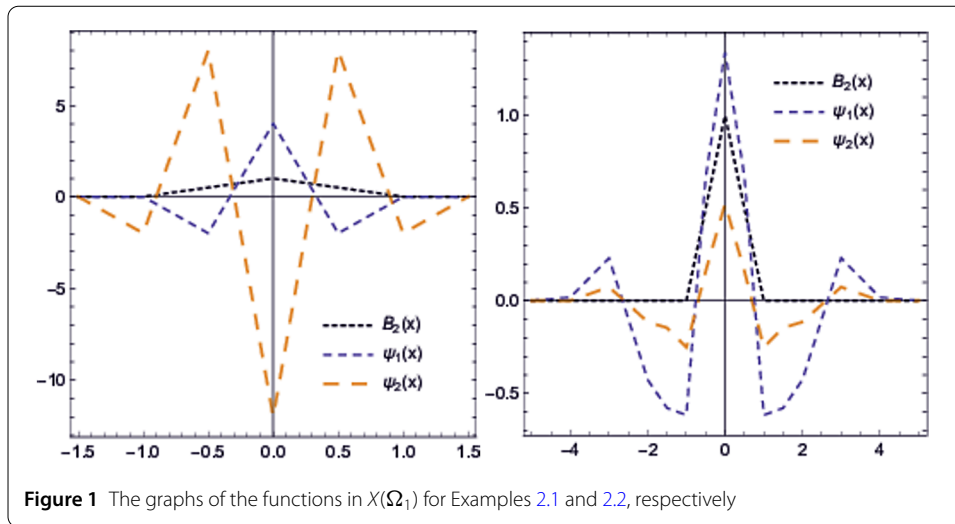 5
0
−5
−10
−1.5 −1.0 −0.5 0.0 0.5 1.0 1.5
B₂(x)
ψ₁(x)
ψ₂(x)
1.0
0.5
0.0
−0.5
−4 −2 0 2 4
B₂(x)
ψ₁(x)
ψ₂(x)
Figure 1 The graphs of the functions in X(Ω₁) for Examples 2.1 and 2.2, respectively